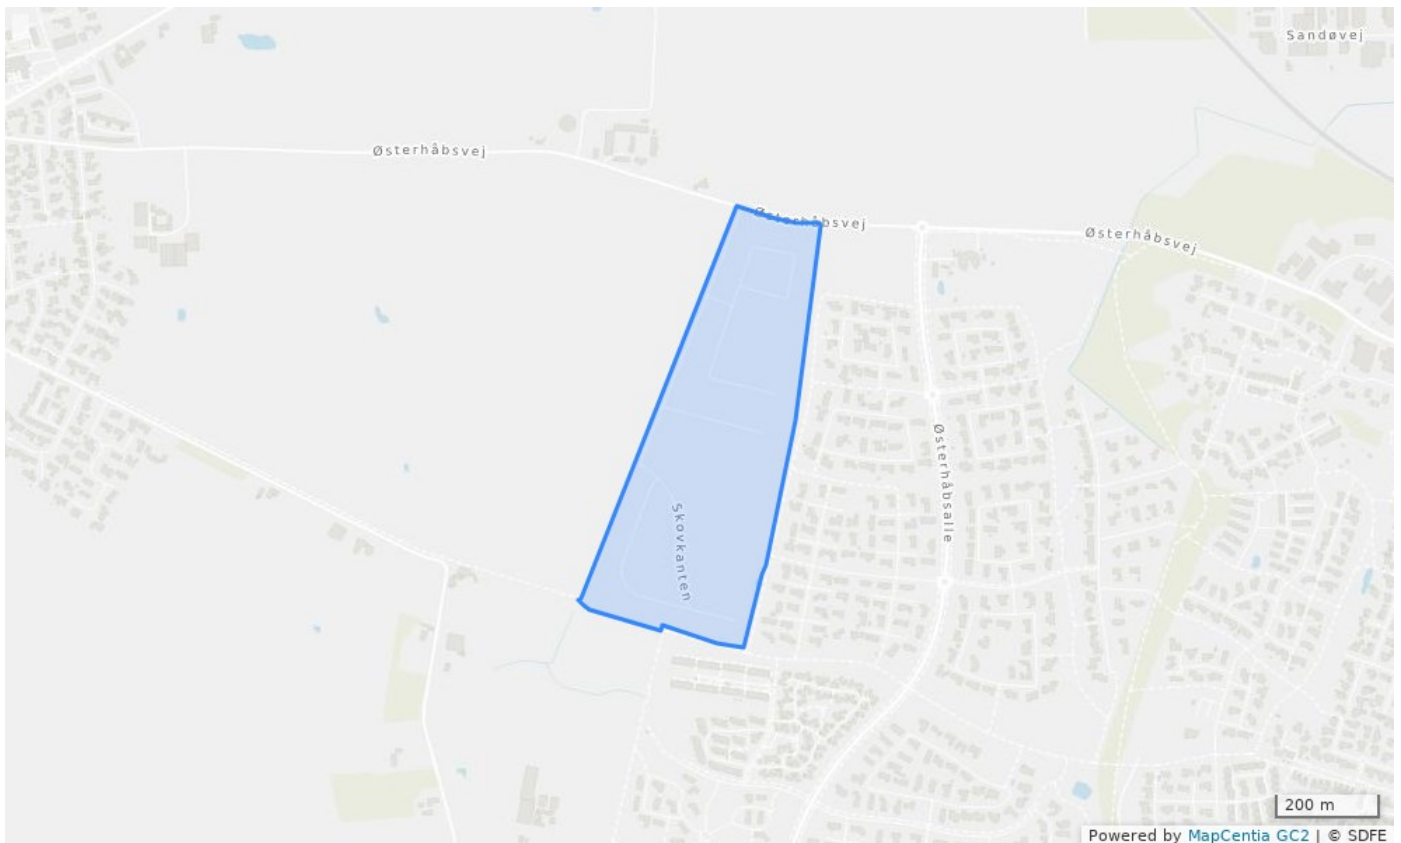 Sandøvej
Østerhåbsvej
Østerhåbsvej
Østerhåbsvej
Østerhåbsalle
Skovkanten
200 m
Powered by MapCentia GC2 | © SDFE